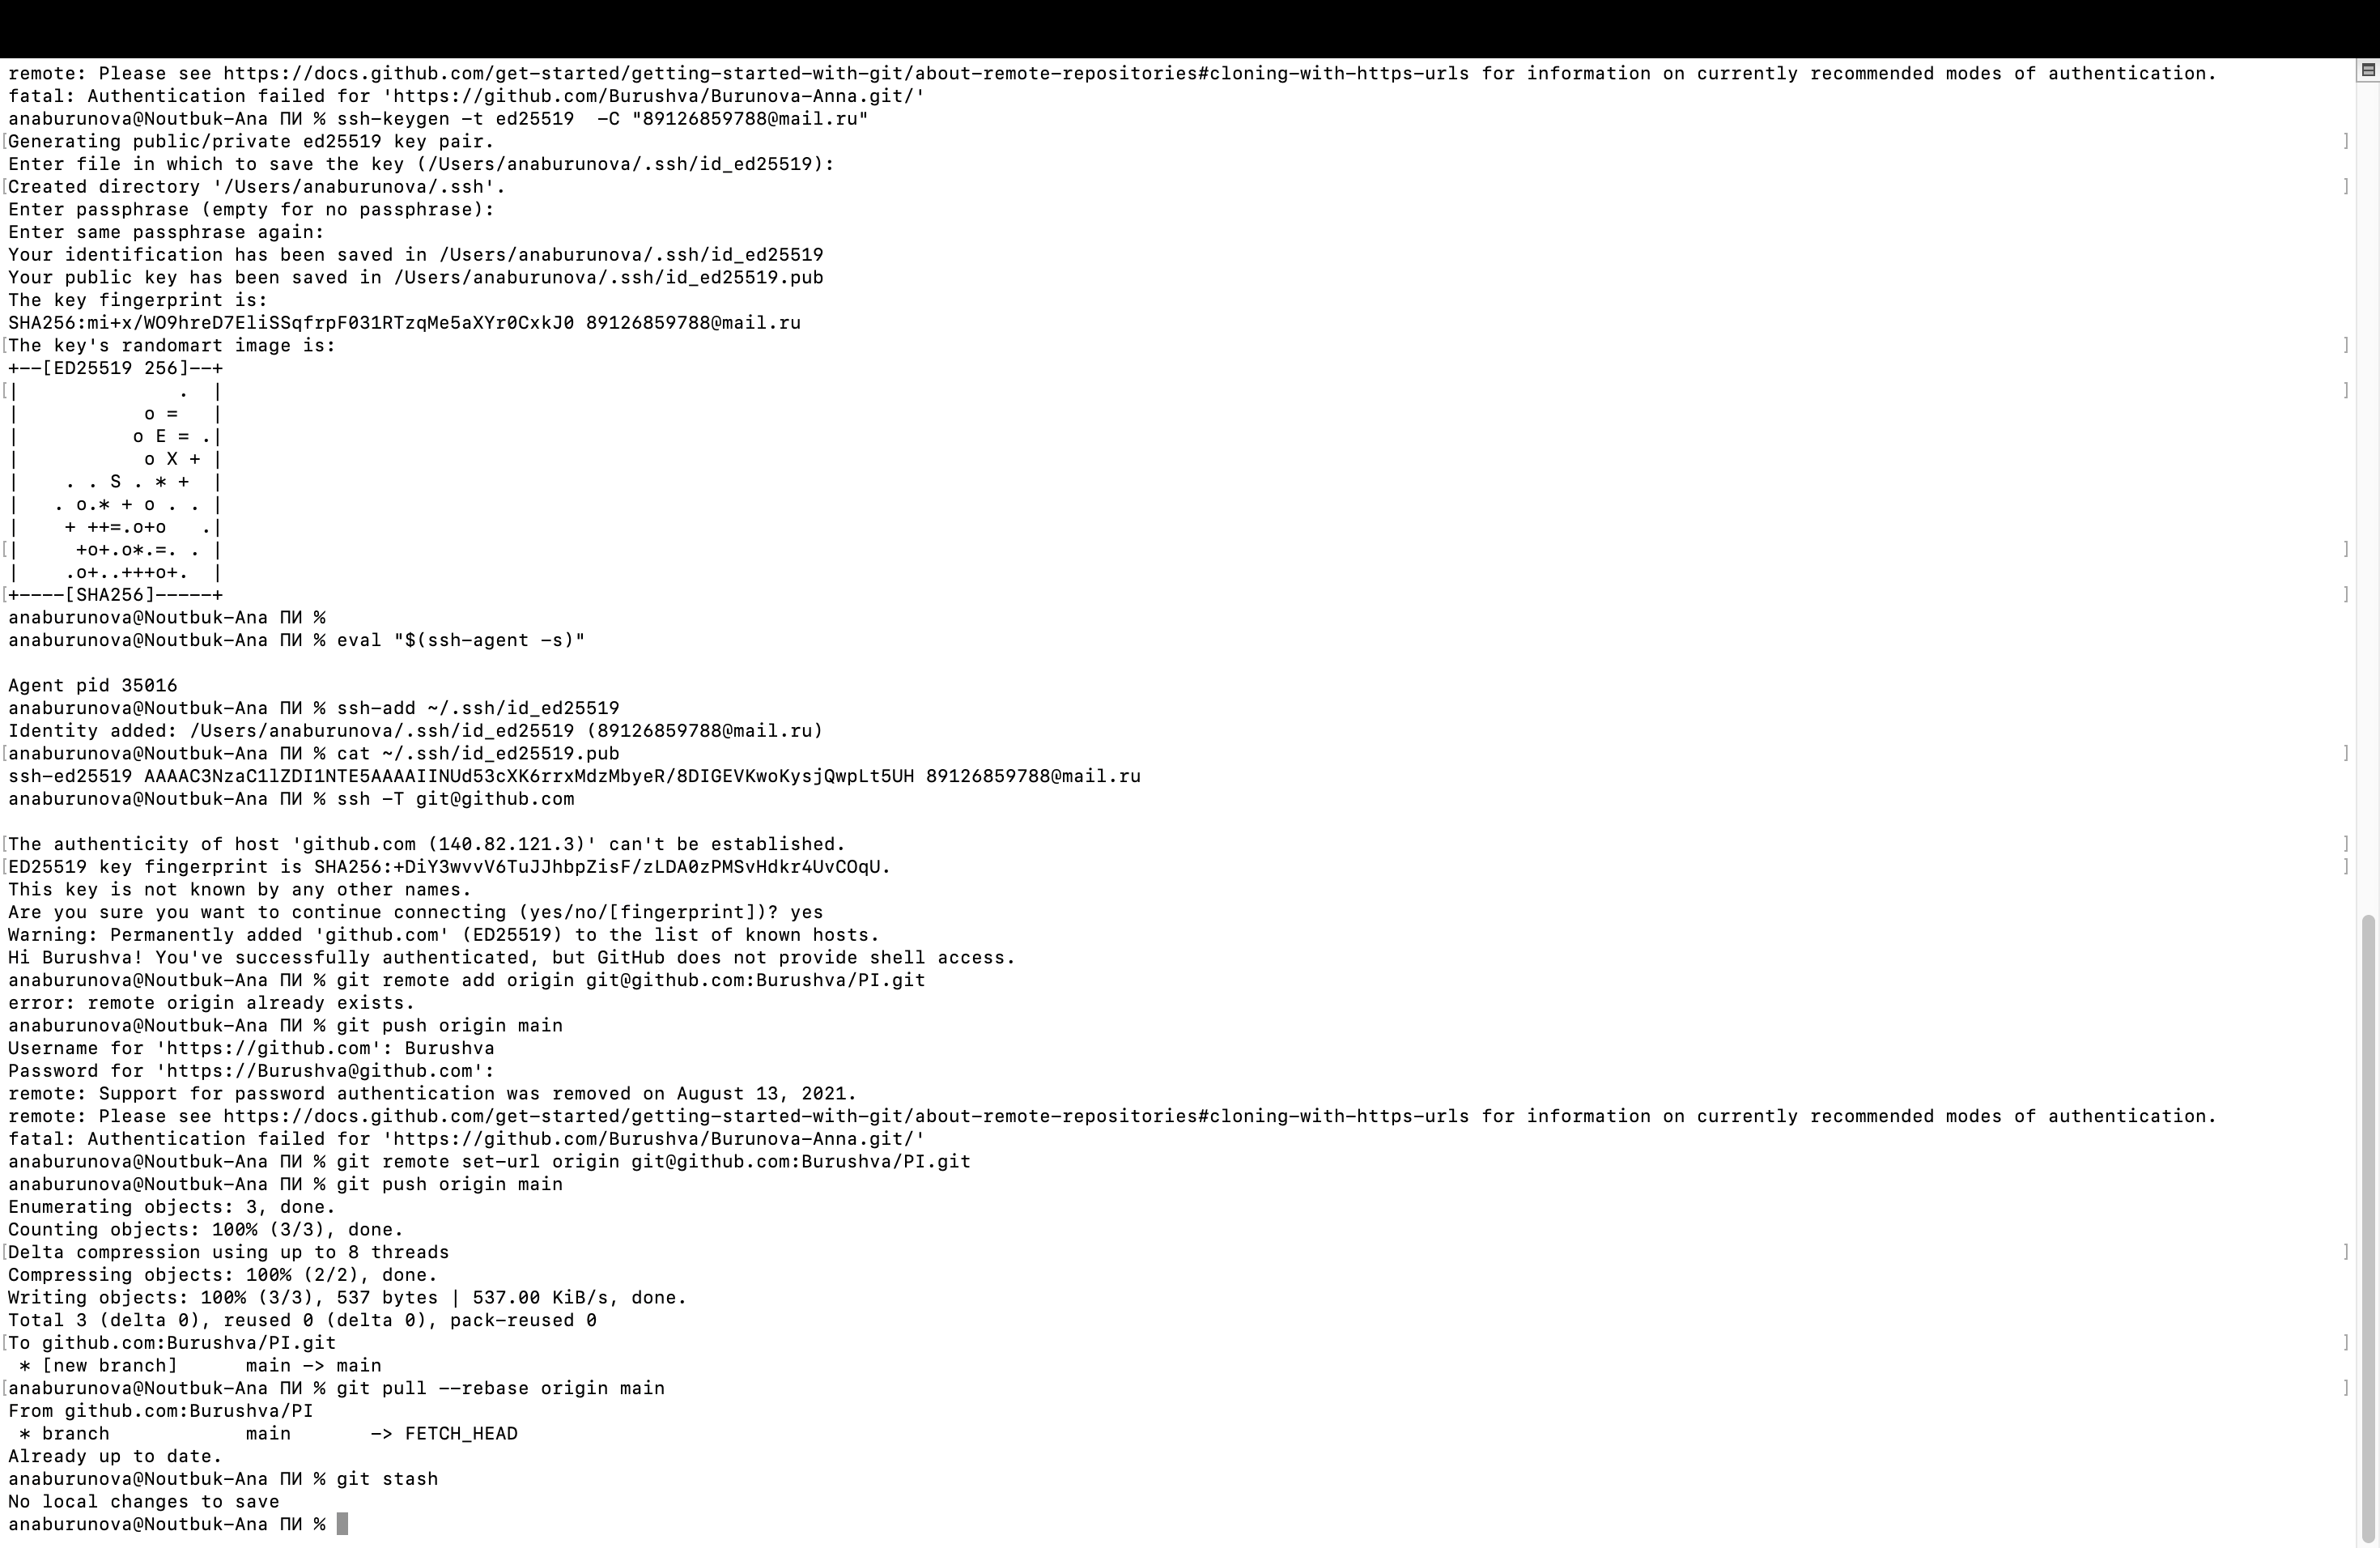 remote: Please see https://docs.github.com/get-started/getting-started-with-git/about-remote-repositories#cloning-with-https-urls for information on currently recommended modes of authentication.
fatal: Authentication failed for 'https://github.com/Burushva/Burunova-Anna.git/'
anaburunova@Noutbuk-Ana ПИ % ssh-keygen -t ed25519  -C "89126859788@mail.ru"
[Generating public/private ed25519 key pair. ]
Enter file in which to save the key (/Users/anaburunova/.ssh/id_ed25519):
[Created directory '/Users/anaburunova/.ssh'. ]
Enter passphrase (empty for no passphrase):
Enter same passphrase again:
Your identification has been saved in /Users/anaburunova/.ssh/id_ed25519
Your public key has been saved in /Users/anaburunova/.ssh/id_ed25519.pub
The key fingerprint is:
SHA256:mi+x/WO9hreD7EliSSqfrpF031RTzqMe5aXYr0CxkJ0 89126859788@mail.ru
[The key's randomart image is: ]
+--[ED25519 256]--+
[|              .  | ]
|           o =   |
|          o E = .|
|           o X + |
|    . . S . * +  |
|   . o.* + o . . |
|    + ++=.o+o   .|
[|     +o+.o*.=. . | ]
|    .o+..+++o+.  |
[+----[SHA256]-----+ ]
anaburunova@Noutbuk-Ana ПИ %
anaburunova@Noutbuk-Ana ПИ % eval "$(ssh-agent -s)"
Agent pid 35016
anaburunova@Noutbuk-Ana ПИ % ssh-add ~/.ssh/id_ed25519
Identity added: /Users/anaburunova/.ssh/id_ed25519 (89126859788@mail.ru)
[anaburunova@Noutbuk-Ana ПИ % cat ~/.ssh/id_ed25519.pub ]
ssh-ed25519 AAAAC3NzaC1lZDI1NTE5AAAAIINUd53cXK6rrxMdzMbyeR/8DIGEVKwoKysjQwpLt5UH 89126859788@mail.ru
anaburunova@Noutbuk-Ana ПИ % ssh -T git@github.com
[The authenticity of host 'github.com (140.82.121.3)' can't be established. ]
[ED25519 key fingerprint is SHA256:+DiY3wvvV6TuJJhbpZisF/zLDA0zPMSvHdkr4UvCOqU. ]
This key is not known by any other names.
Are you sure you want to continue connecting (yes/no/[fingerprint])? yes
Warning: Permanently added 'github.com' (ED25519) to the list of known hosts.
Hi Burushva! You've successfully authenticated, but GitHub does not provide shell access.
anaburunova@Noutbuk-Ana ПИ % git remote add origin git@github.com:Burushva/PI.git
error: remote origin already exists.
anaburunova@Noutbuk-Ana ПИ % git push origin main
Username for 'https://github.com': Burushva
Password for 'https://Burushva@github.com':
remote: Support for password authentication was removed on August 13, 2021.
remote: Please see https://docs.github.com/get-started/getting-started-with-git/about-remote-repositories#cloning-with-https-urls for information on currently recommended modes of authentication.
fatal: Authentication failed for 'https://github.com/Burushva/Burunova-Anna.git/'
anaburunova@Noutbuk-Ana ПИ % git remote set-url origin git@github.com:Burushva/PI.git
anaburunova@Noutbuk-Ana ПИ % git push origin main
Enumerating objects: 3, done.
Counting objects: 100% (3/3), done.
[Delta compression using up to 8 threads ]
Compressing objects: 100% (2/2), done.
Writing objects: 100% (3/3), 537 bytes | 537.00 KiB/s, done.
Total 3 (delta 0), reused 0 (delta 0), pack-reused 0
[To github.com:Burushva/PI.git ]
 * [new branch]      main -> main
[anaburunova@Noutbuk-Ana ПИ % git pull --rebase origin main ]
From github.com:Burushva/PI
 * branch            main       -> FETCH_HEAD
Already up to date.
anaburunova@Noutbuk-Ana ПИ % git stash
No local changes to save
anaburunova@Noutbuk-Ana ПИ %